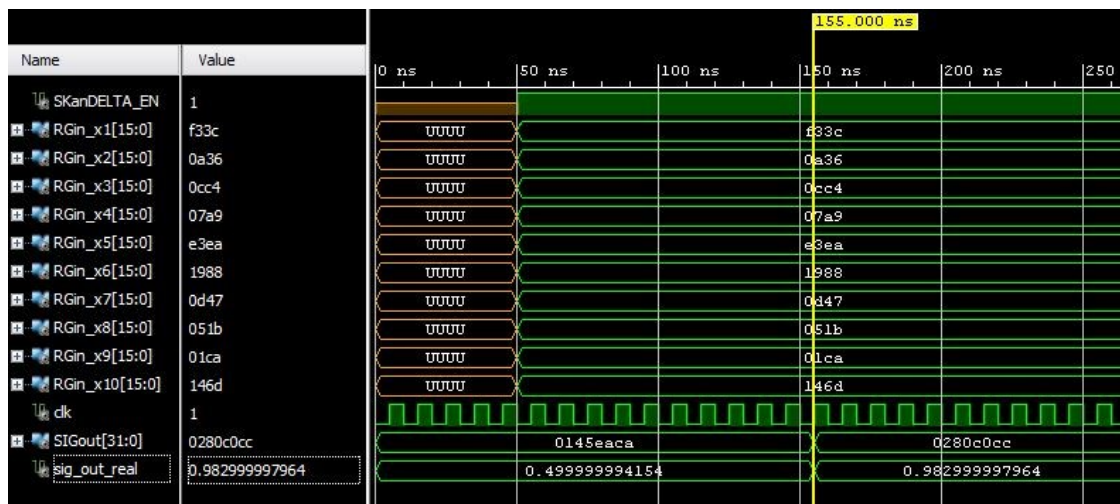 155.000 ns
Name Value
0 ns 50 ns 100 ns 150 ns 200 ns 250
SKanDELTA_EN 1
RGin_x1[15:0] f33c UUUU f33c
RGin_x2[15:0] 0a36 UUUU 0a36
RGin_x3[15:0] 0cc4 UUUU 0cc4
RGin_x4[15:0] 07a9 UUUU 07a9
RGin_x5[15:0] e3ea UUUU e3ea
RGin_x6[15:0] 1988 UUUU 1988
RGin_x7[15:0] 0d47 UUUU 0d47
RGin_x8[15:0] 051b UUUU 051b
RGin_x9[15:0] 01ca UUUU 01ca
RGin_x10[15:0] 146d UUUU 146d
clk 1
SIGout[31:0] 0280c0cc 0145eaca 0280c0cc
sig_out_real 0.982999997964 0.499999994154 0.982999997964